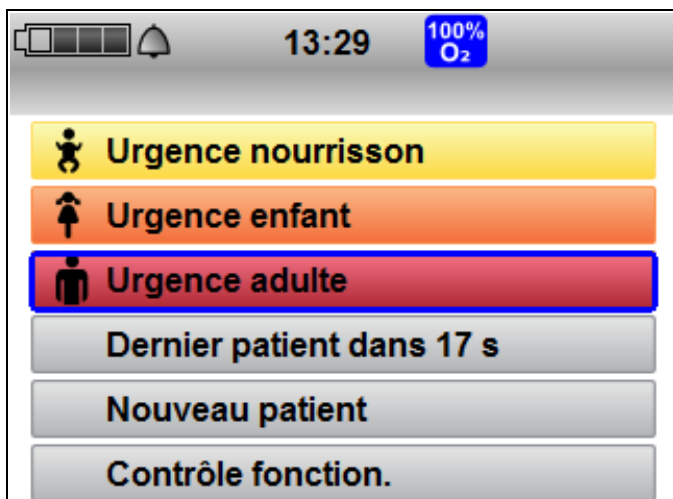 13:29
100%
O₂
Urgence nourrisson
Urgence enfant
Urgence adulte
Dernier patient dans 17 s
Nouveau patient
Contrôle fonction.